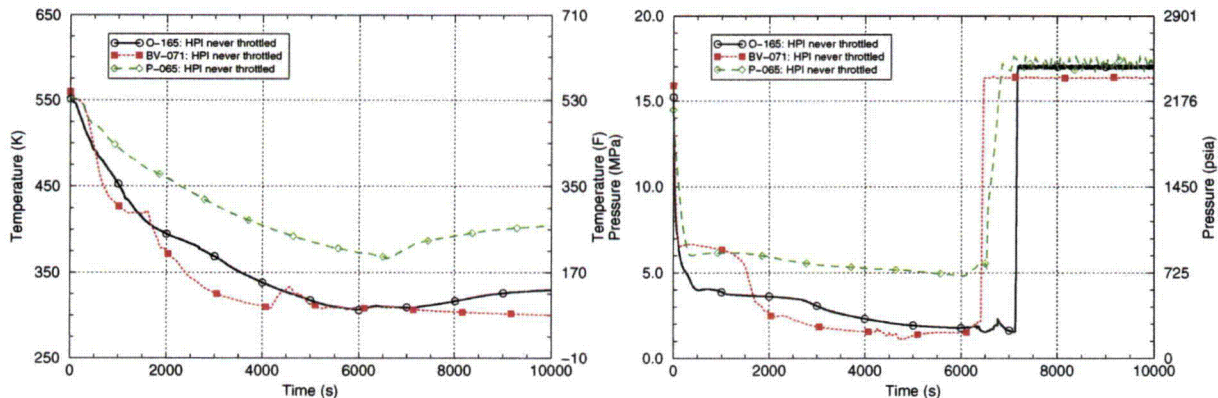 650
550
450
350
250
710
530
350
170
-10
Temperature (K)
Temperature (F)
0
2000
4000
6000
8000
10000
Time (s)
O-165: HPI never throttled
BV-071: HPI never throttled
P-065: HPI never throttled
20.0
15.0
10.0
5.0
0.0
2901
2176
1450
725
0
Pressure (MPa)
Pressure (psia)
0
2000
4000
6000
8000
10000
Time (s)
O-165: HPI never throttled
BV-071: HPI never throttled
P-065: HPI never throttled